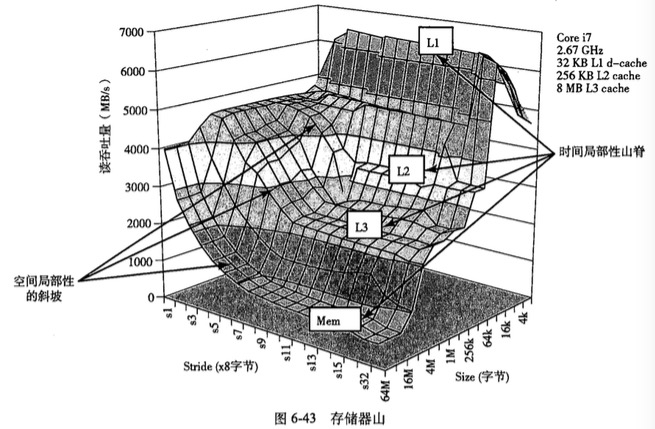 7000
6000
5000
4000
3000
2000
1000
0
读吞吐量（MB/s）
L1
L2
L3
Mem
Core i7
2.67 GHz
32 KB L1 d-cache
256 KB L2 cache
8 MB L3 cache
时间局部性山脊
空间局部性
的斜坡
s1
s3
s5
s7
s9
s11
s13
s15
s32
Stride (x8字节)
64M
16M
4M
1M
256k
64k
16k
4k
Size (字节)
图 6-43 存储器山